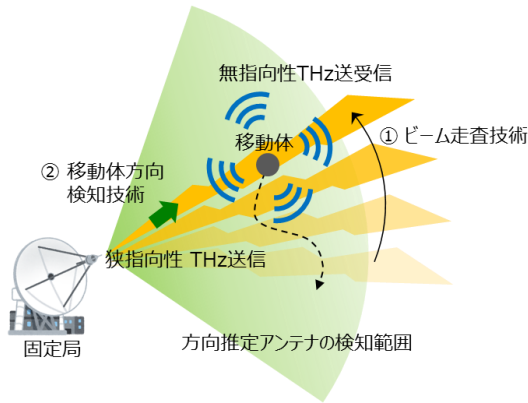 無指向性THz送受信
移動体
① ビーム走査技術
② 移動体方向
検知技術
狭指向性 THz送信
固定局
方向推定アンテナの検知範囲